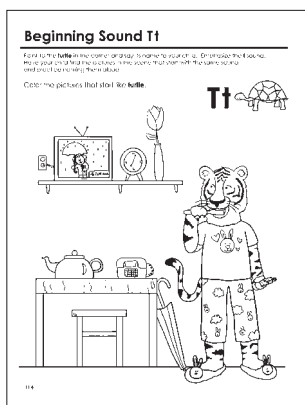 Beginning Sound Tt
Point to the turtle in the corner and say its name to your child. Emphasize the t sound.
Have your child find the pictures in the scene that start with the same sound
and practice naming them aloud.
Color the pictures that start like turtle.
Tt
114